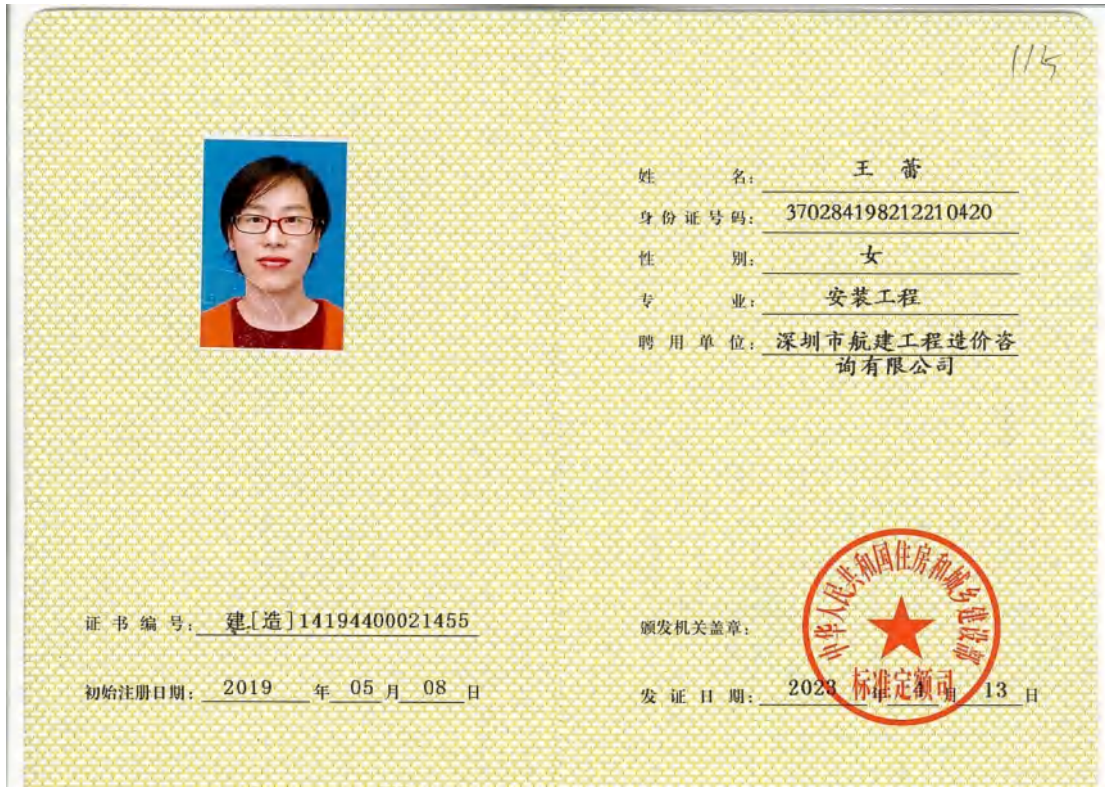 115
姓 名: 王 蕾
身份证号码: 370284198212210420
性 别: 女
专 业: 安装工程
聘用单位: 深圳市航建工程造价咨
询有限公司
证书编号: 建[造]14194400021455
初始注册日期: 2019 年 05 月 08 日
颁发机关盖章:
中华人民共和国住房和城乡建设部
标准定额司
发证日期: 2023 年 4 月 13 日